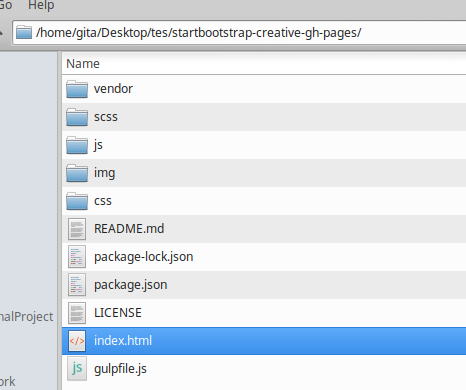 Go Help
/home/gita/Desktop/tes/startbootstrap-creative-gh-pages/
Name
vendor
scss
js
img
css
README.md
package-lock.json
package.json
LICENSE
nalProject
</> index.html
JS gulpfile.js
ork